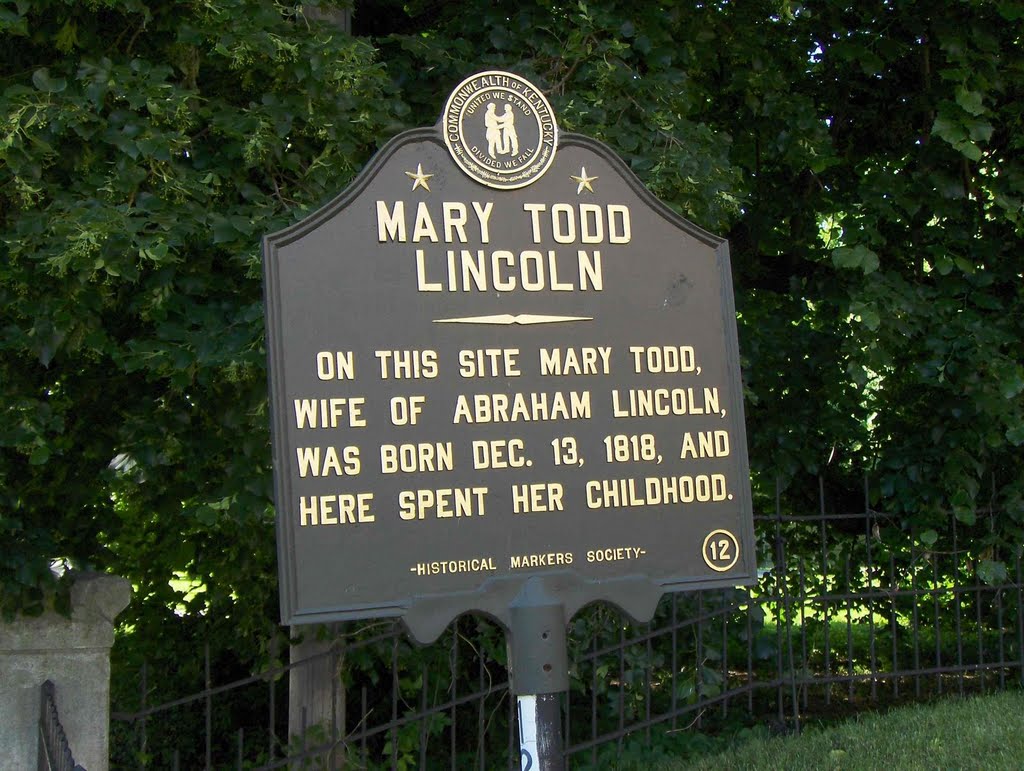 COMMONWEALTH OF KENTUCKY
UNITED WE STAND
DIVIDED WE FALL
MARY TODD
LINCOLN
ON THIS SITE MARY TODD,
WIFE OF ABRAHAM LINCOLN,
WAS BORN DEC. 13, 1818, AND
HERE SPENT HER CHILDHOOD.
-HISTORICAL MARKERS SOCIETY-
12